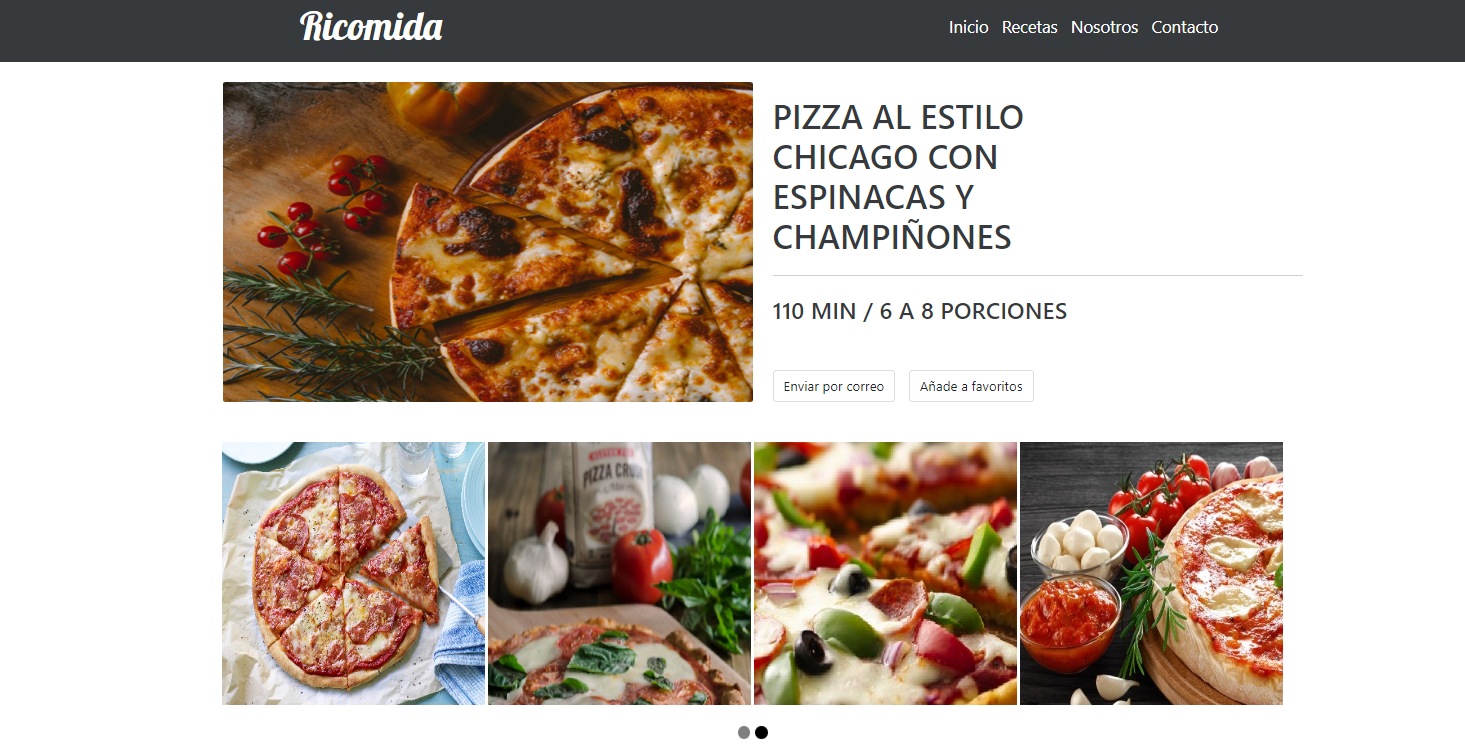 Ricomida
Inicio Recetas Nosotros Contacto
PIZZA AL ESTILO
CHICAGO CON
ESPINACAS Y
CHAMPIÑONES
110 MIN / 6 A 8 PORCIONES
Enviar por correo Añade a favoritos
PIZZA